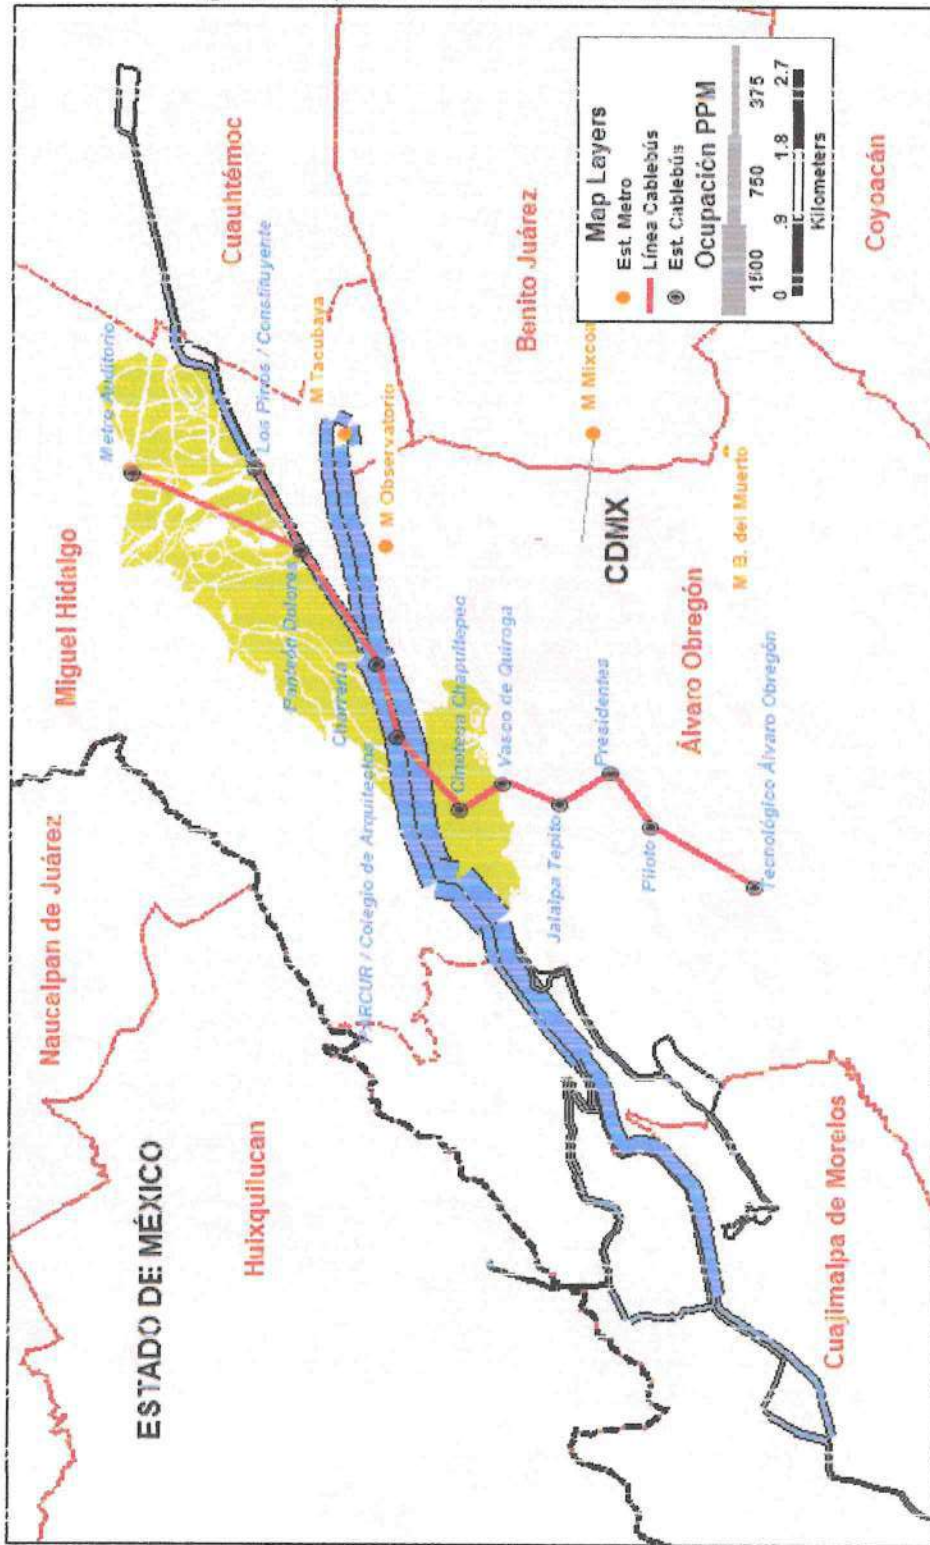 Naucalpan de Juárez
ESTADO DE MÉXICO
Huixquilucan
Miguel Hidalgo
Metro Auditorio
Cuauhtémoc
Los Pinos / Constituyente
M Tacubaya
M Observatorio
Panteón Dolores
Charrería
PARCUR / Colegio de Arquitectos
Cineteca Chapultepec
Vasco de Quiroga
Jalalpa Tepito
Presidentes
Piloto
Tecnológico Álvaro Obregón
Álvaro Obregón
CDMX
M Mixcoa
M B. del Muerto
Benito Juárez
Coyoacán
Cuajimalpa de Morelos
Map Layers
Est. Metro
Línea Cablebús
Est. Cablebús
Ocupación PPM
1500 750 375
0 .9 1.8 2.7
Kilometers